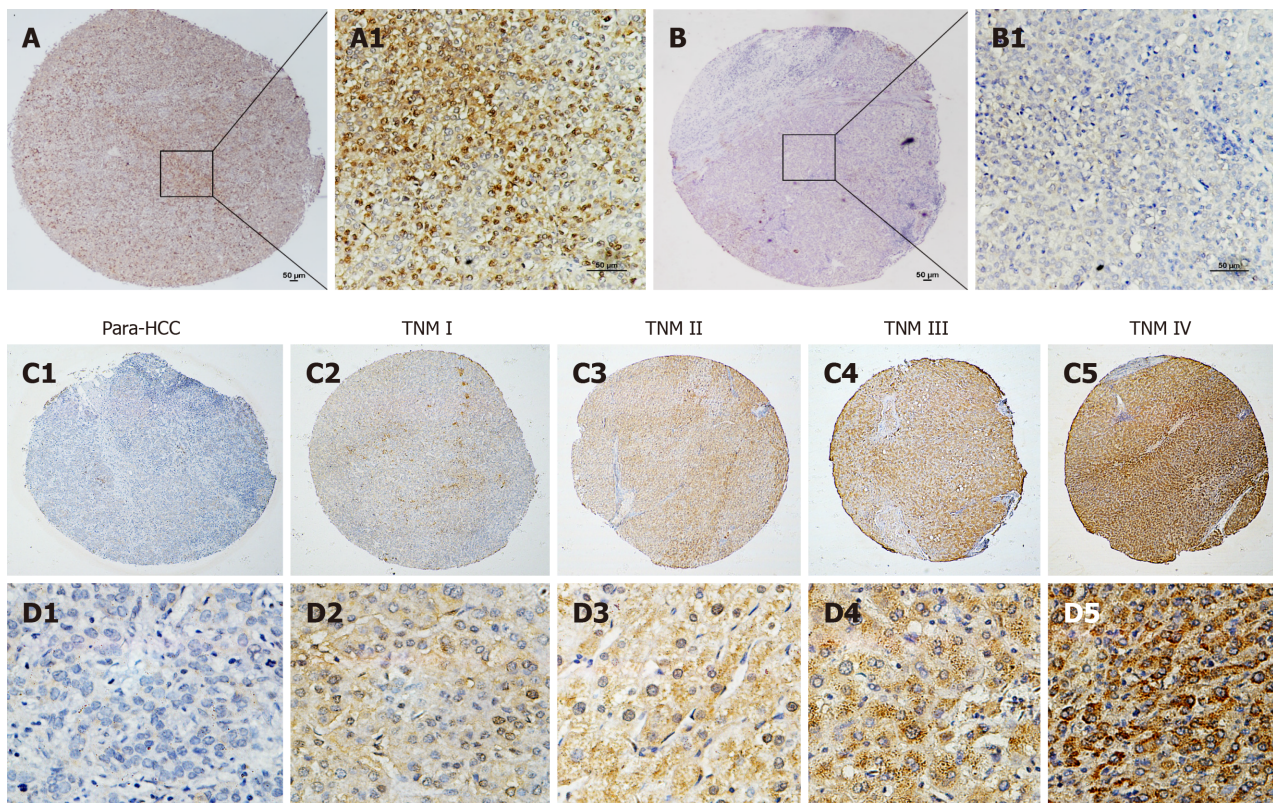 A
A1
B
B1
50 µm
50 µm
50 µm
50 µm
Para-HCC
TNM I
TNM II
TNM III
TNM IV
C1
C2
C3
C4
C5
D1
D2
D3
D4
D5